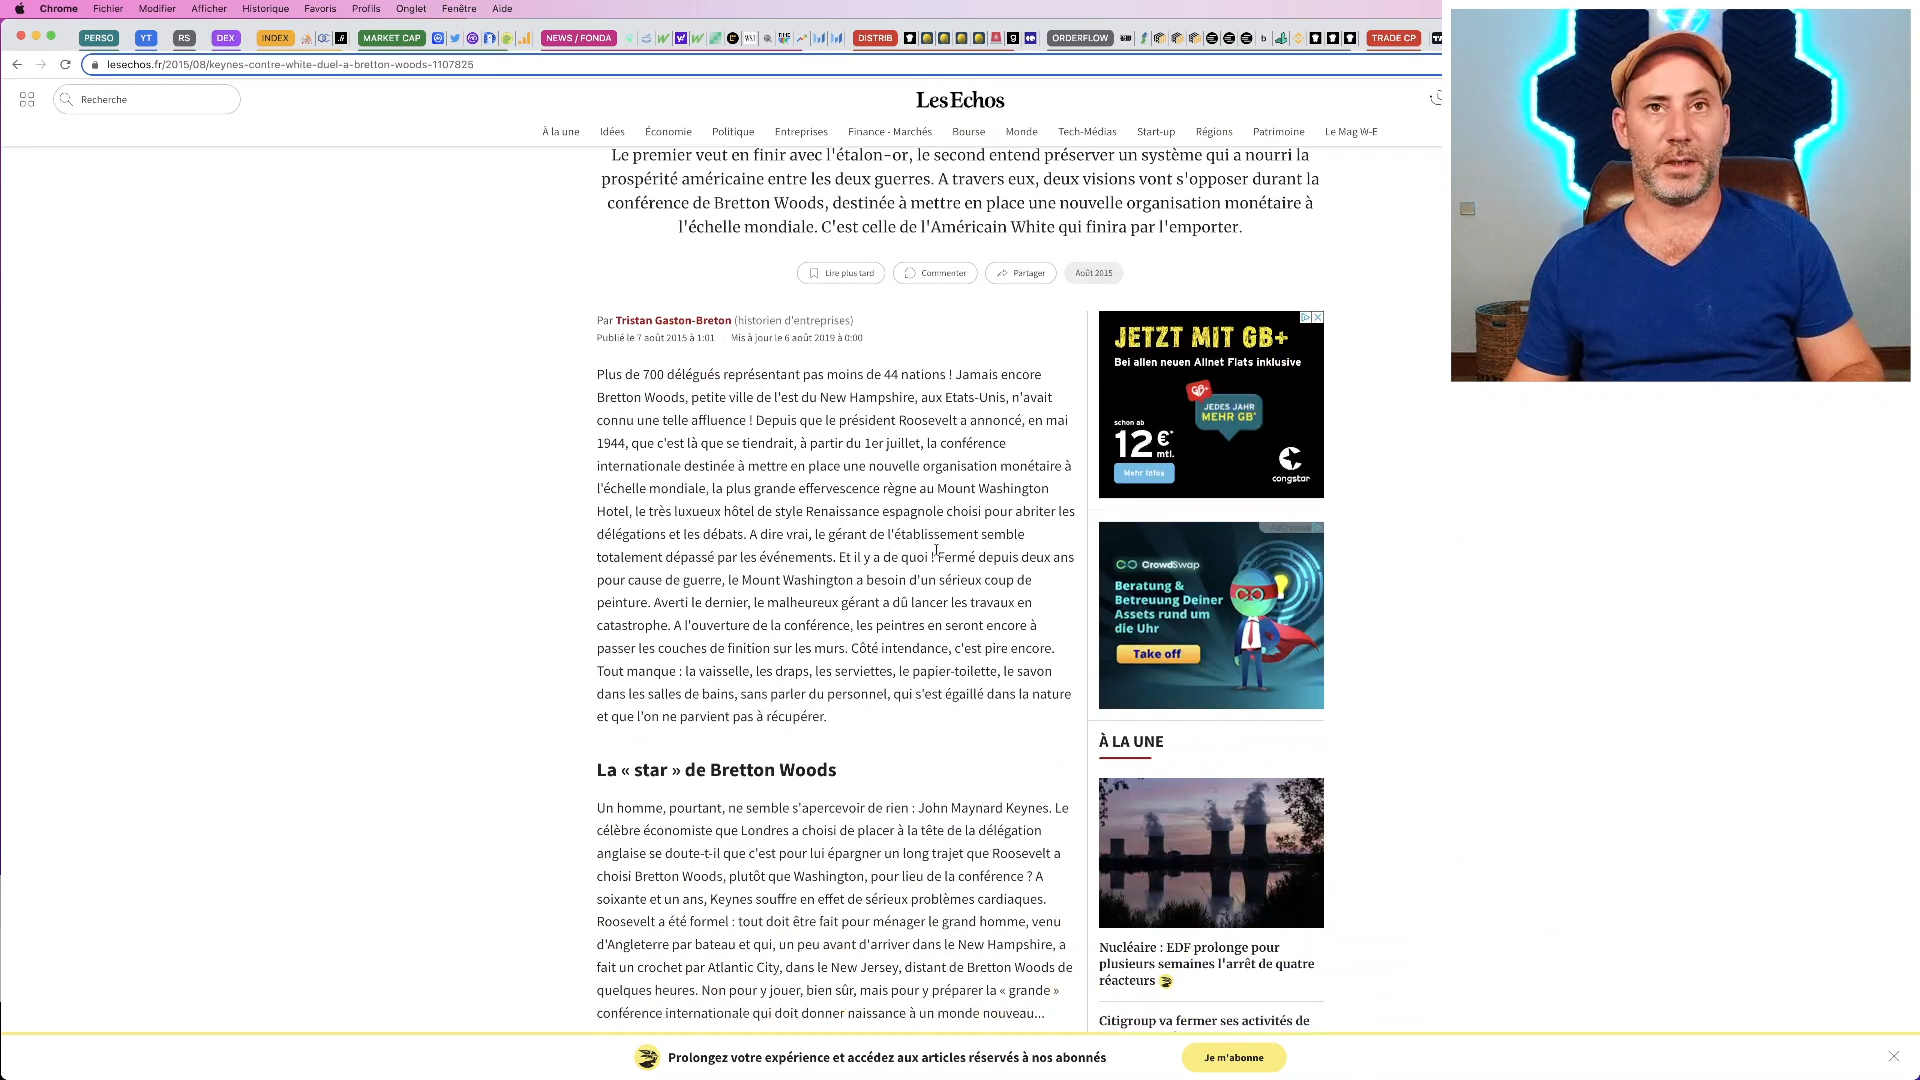 Chrome Fichier Modifier Afficher Historique Favoris Profils Onglet Fenêtre Aide
PERSO YT RS DEX INDEX MARKET CAP NEWS / FONDA DISTRIB ORDERFLOW TRADE CP
lesechos.fr/2015/08/keynes-contre-white-duel-a-bretton-woods-1107825
Recherche
Les Echos
À la une Idées Économie Politique Entreprises Finance - Marchés Bourse Monde Tech-Médias Start-up Régions Patrimoine Le Mag W-E
Le premier veut en finir avec l'étalon-or, le second entend préserver un système qui a nourri la
prospérité américaine entre les deux guerres. A travers eux, deux visions vont s'opposer durant la
conférence de Bretton Woods, destinée à mettre en place une nouvelle organisation monétaire à
l'échelle mondiale. C'est celle de l'Américain White qui finira par l'emporter.
Lire plus tard Commenter Partager Août 2015
Par Tristan Gaston-Breton (historien d'entreprises)
Publié le 7 août 2015 à 1:01 Mis à jour le 6 août 2019 à 0:00
Plus de 700 délégués représentant pas moins de 44 nations ! Jamais encore
Bretton Woods, petite ville de l'est du New Hampshire, aux Etats-Unis, n'avait
connu une telle affluence ! Depuis que le président Roosevelt a annoncé, en mai
1944, que c'est là que se tiendrait, à partir du 1er juillet, la conférence
internationale destinée à mettre en place une nouvelle organisation monétaire à
l'échelle mondiale, la plus grande effervescence règne au Mount Washington
Hotel, le très luxueux hôtel de style Renaissance espagnole choisi pour abriter les
délégations et les débats. A dire vrai, le gérant de l'établissement semble
totalement dépassé par les événements. Et il y a de quoi ! Fermé depuis deux ans
pour cause de guerre, le Mount Washington a besoin d'un sérieux coup de
peinture. Averti le dernier, le malheureux gérant a dû lancer les travaux en
catastrophe. A l'ouverture de la conférence, les peintres en seront encore à
passer les couches de finition sur les murs. Côté intendance, c'est pire encore.
Tout manque : la vaisselle, les draps, les serviettes, le papier-toilette, le savon
dans les salles de bains, sans parler du personnel, qui s'est égaillé dans la nature
et que l'on ne parvient pas à récupérer.
La « star » de Bretton Woods
Un homme, pourtant, ne semble s'apercevoir de rien : John Maynard Keynes. Le
célèbre économiste que Londres a choisi de placer à la tête de la délégation
anglaise se doute-t-il que c'est pour lui épargner un long trajet que Roosevelt a
choisi Bretton Woods, plutôt que Washington, pour lieu de la conférence ? A
soixante et un ans, Keynes souffre en effet de sérieux problèmes cardiaques.
Roosevelt a été formel : tout doit être fait pour ménager le grand homme, venu
d'Angleterre par bateau et qui, un peu avant d'arriver dans le New Hampshire, a
fait un crochet par Atlantic City, dans le New Jersey, distant de Bretton Woods de
quelques heures. Non pour y jouer, bien sûr, mais pour y préparer la « grande »
conférence internationale qui doit donner naissance à un monde nouveau...
JETZT MIT GB+
Bei allen neuen Allnet Flats inklusive
GB+
JEDES JAHR
MEHR GB*
schon ab
12 €*
mtl.
Mehr Infos
congstar
AdChoices
CrowdSwap
Beratung &
Betreuung Deiner
Assets rund um
die Uhr
Take off
À LA UNE
Nucléaire : EDF prolonge pour
plusieurs semaines l'arrêt de quatre
réacteurs
Citigroup va fermer ses activités de
Prolongez votre expérience et accédez aux articles réservés à nos abonnés
Je m'abonne